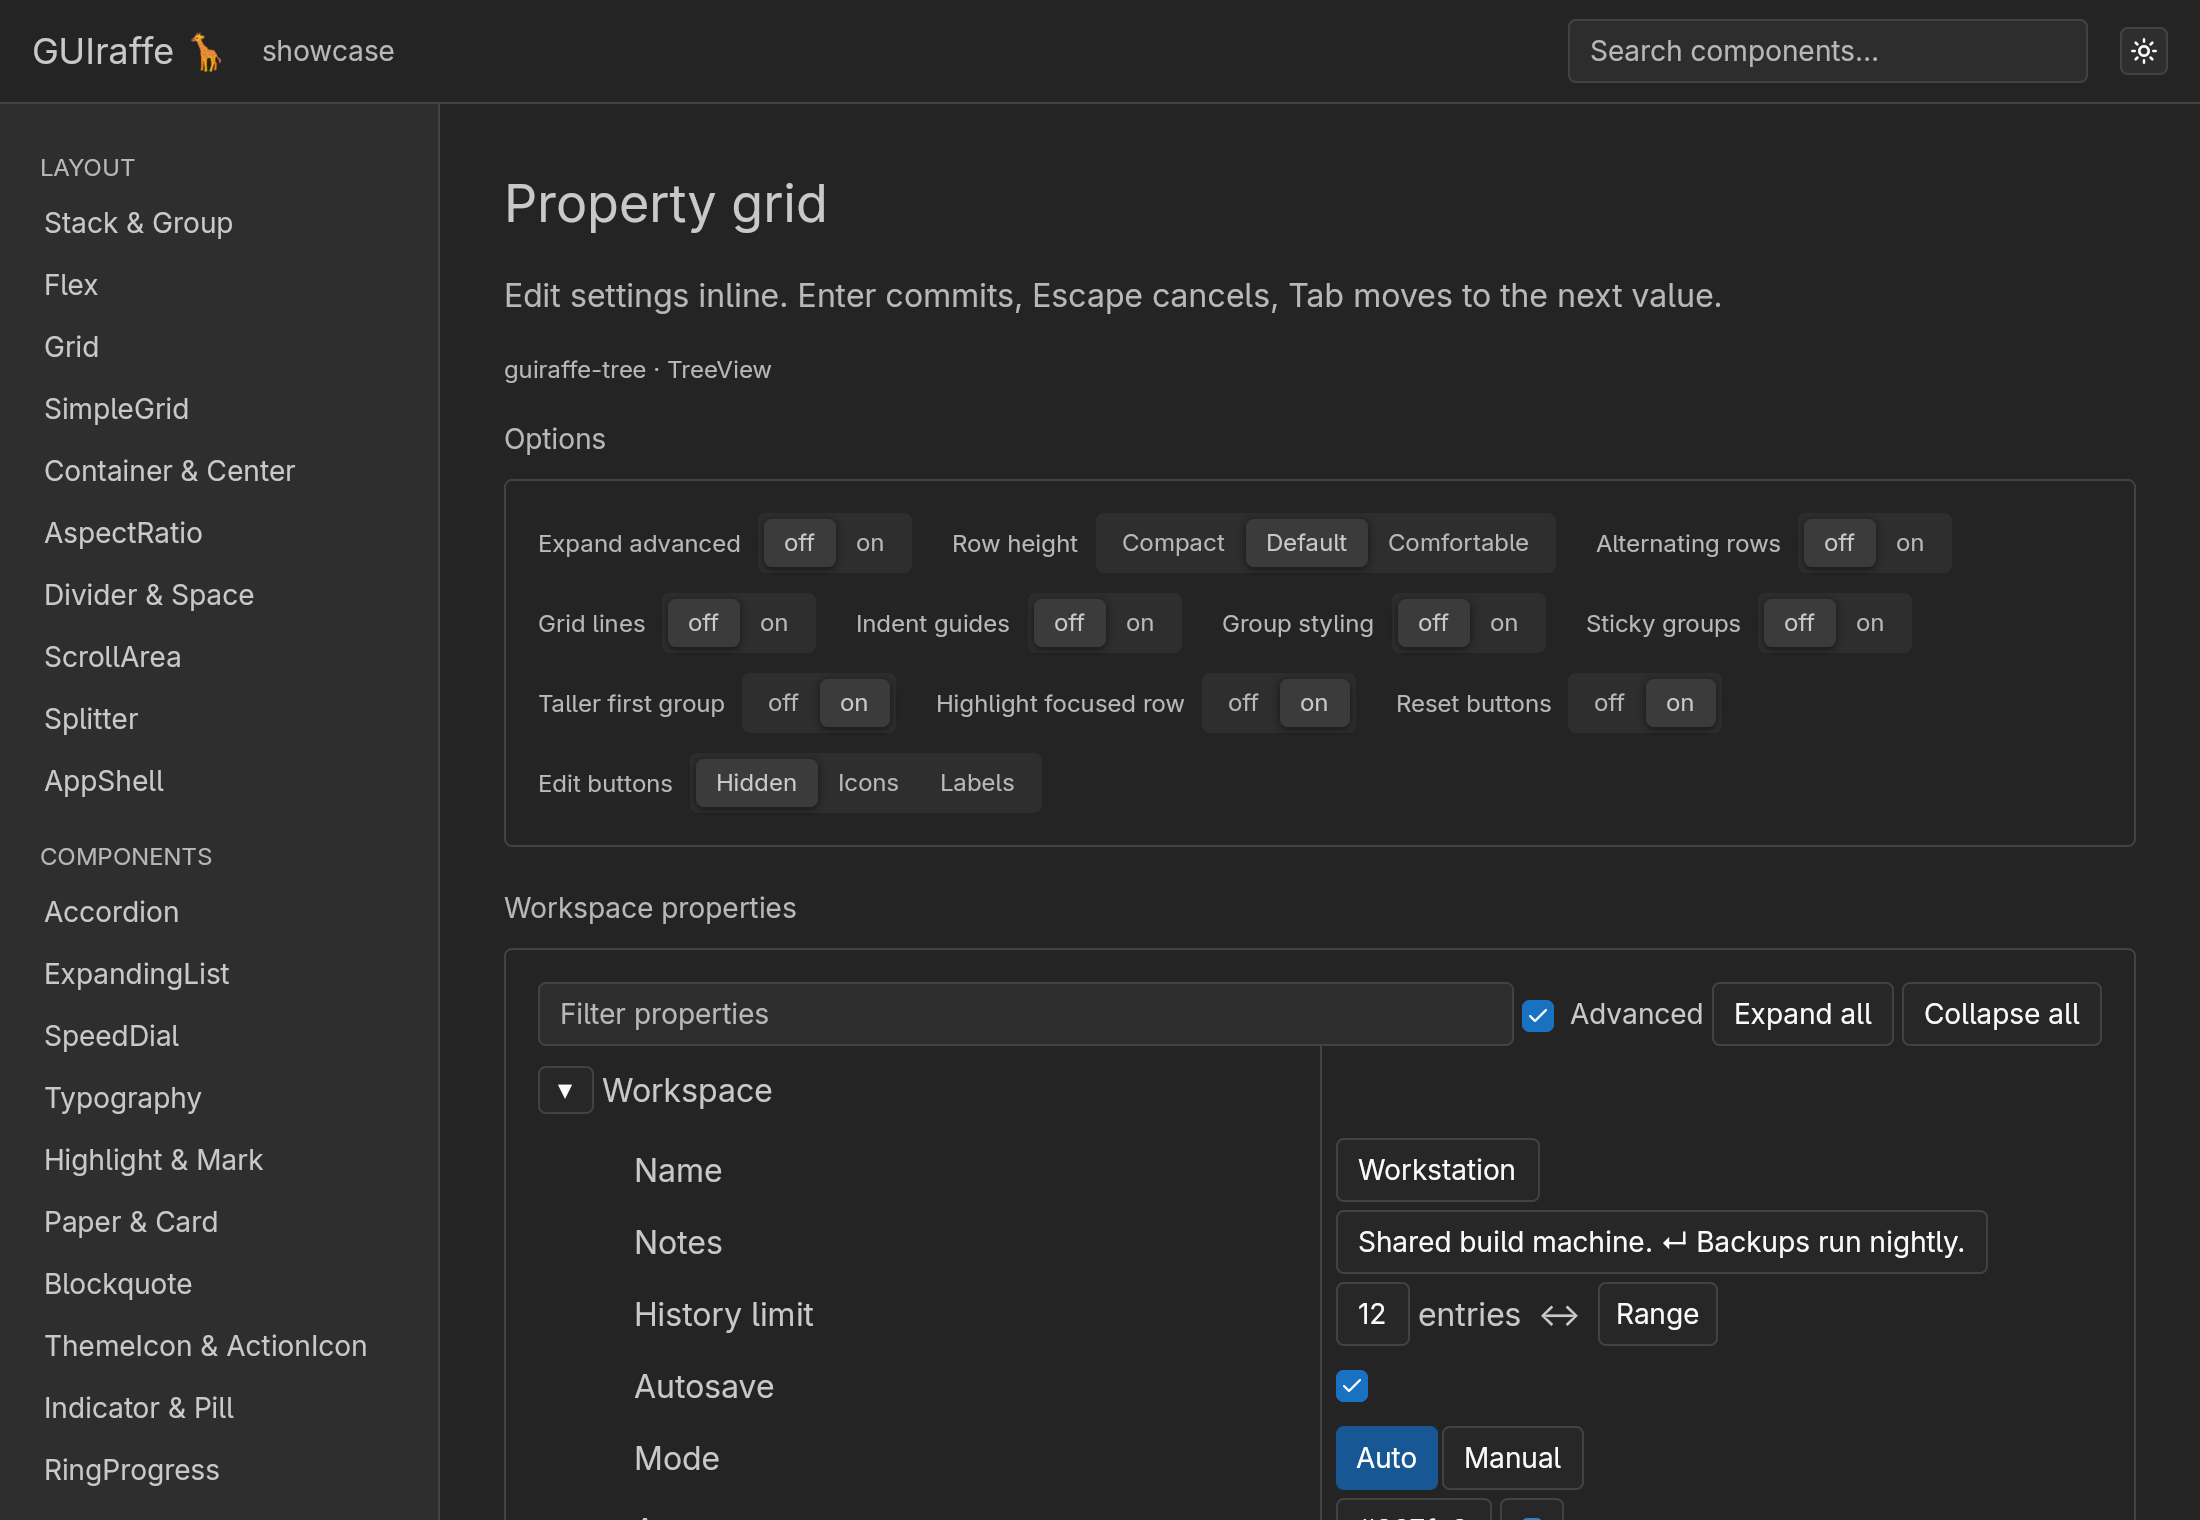 GUIraffe 🦒 showcase
Search components...
LAYOUT
Stack & Group
Flex
Grid
SimpleGrid
Container & Center
AspectRatio
Divider & Space
ScrollArea
Splitter
AppShell
COMPONENTS
Accordion
ExpandingList
SpeedDial
Typography
Highlight & Mark
Paper & Card
Blockquote
ThemeIcon & ActionIcon
Indicator & Pill
RingProgress
Property grid
Edit settings inline. Enter commits, Escape cancels, Tab moves to the next value.
guiraffe-tree · TreeView
Options
Expand advanced off on Row height Compact Default Comfortable Alternating rows off on
Grid lines off on Indent guides off on Group styling off on Sticky groups off on
Taller first group off on Highlight focused row off on Reset buttons off on
Edit buttons Hidden Icons Labels
Workspace properties
Filter properties Advanced Expand all Collapse all
▼ Workspace
Name Workstation
Notes Shared build machine. ↵ Backups run nightly.
History limit 12 entries ↔ Range
Autosave
Mode Auto Manual